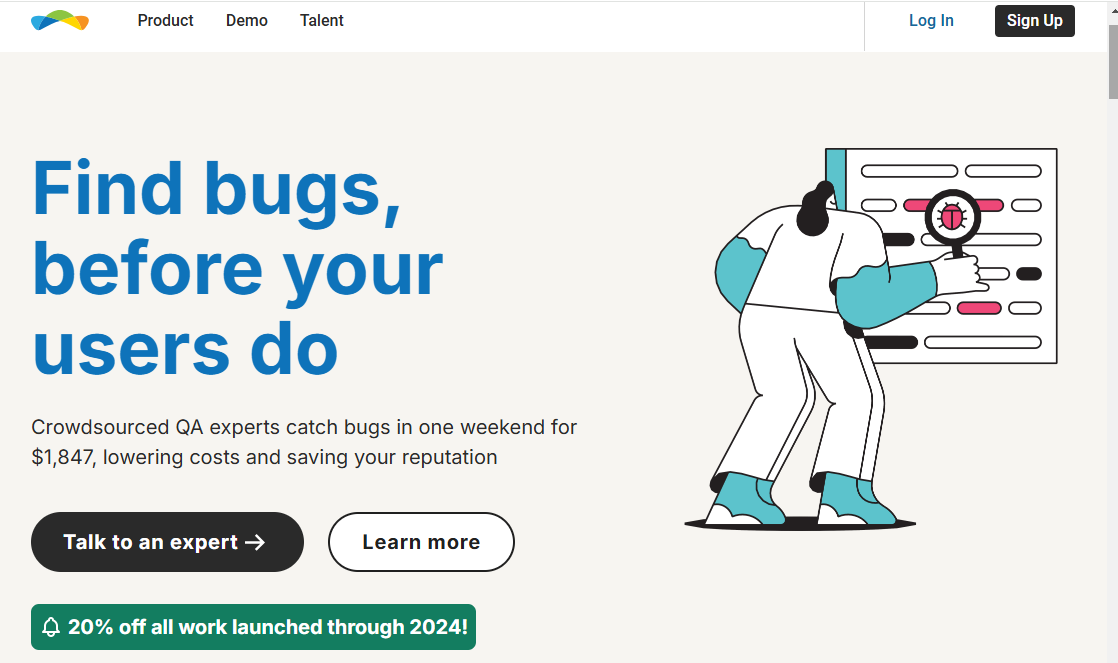 Product Demo Talent Log In Sign Up
Find bugs,
before your
users do
Crowdsourced QA experts catch bugs in one weekend for
$1,847, lowering costs and saving your reputation
Talk to an expert → Learn more
20% off all work launched through 2024!